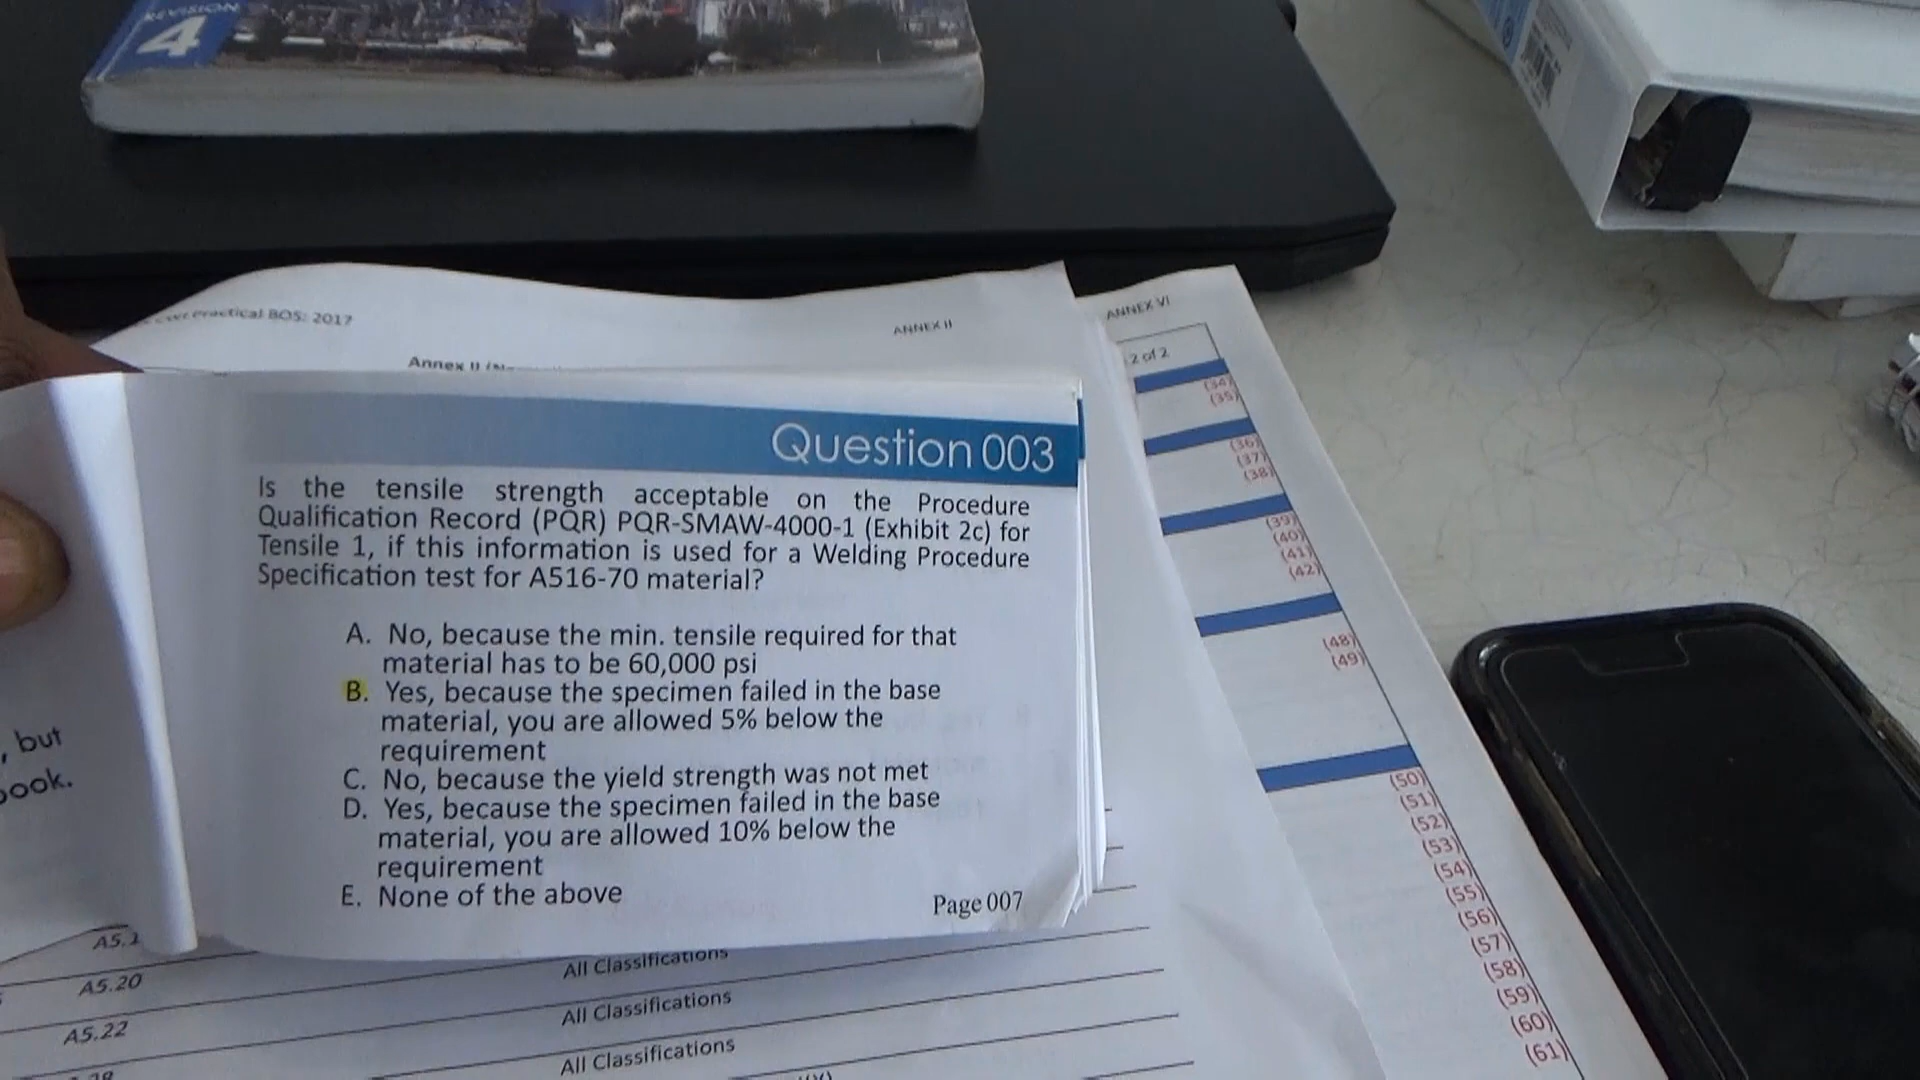 REVISION
4
Practical BOS: 2017
ANNEX II
ANNEX VI
Annex II
2 of 2
(34)
(35)
(36)
(37)
(38)
(39)
(40)
(41)
(42)
(48)
(49)
(50)
(51)
(52)
(53)
(54)
(55)
(56)
(57)
(58)
(59)
(60)
(61)
Question 003
Is the tensile strength acceptable on the Procedure
Qualification Record (PQR) PQR-SMAW-4000-1 (Exhibit 2c) for
Tensile 1, if this information is used for a Welding Procedure
Specification test for A516-70 material?
A. No, because the min. tensile required for that
material has to be 60,000 psi
B. Yes, because the specimen failed in the base
material, you are allowed 5% below the
requirement
C. No, because the yield strength was not met
D. Yes, because the specimen failed in the base
material, you are allowed 10% below the
requirement
E. None of the above
Page 007
, but
book.
A5.1
A5.20
All Classifications
A5.22
All Classifications
All Classifications